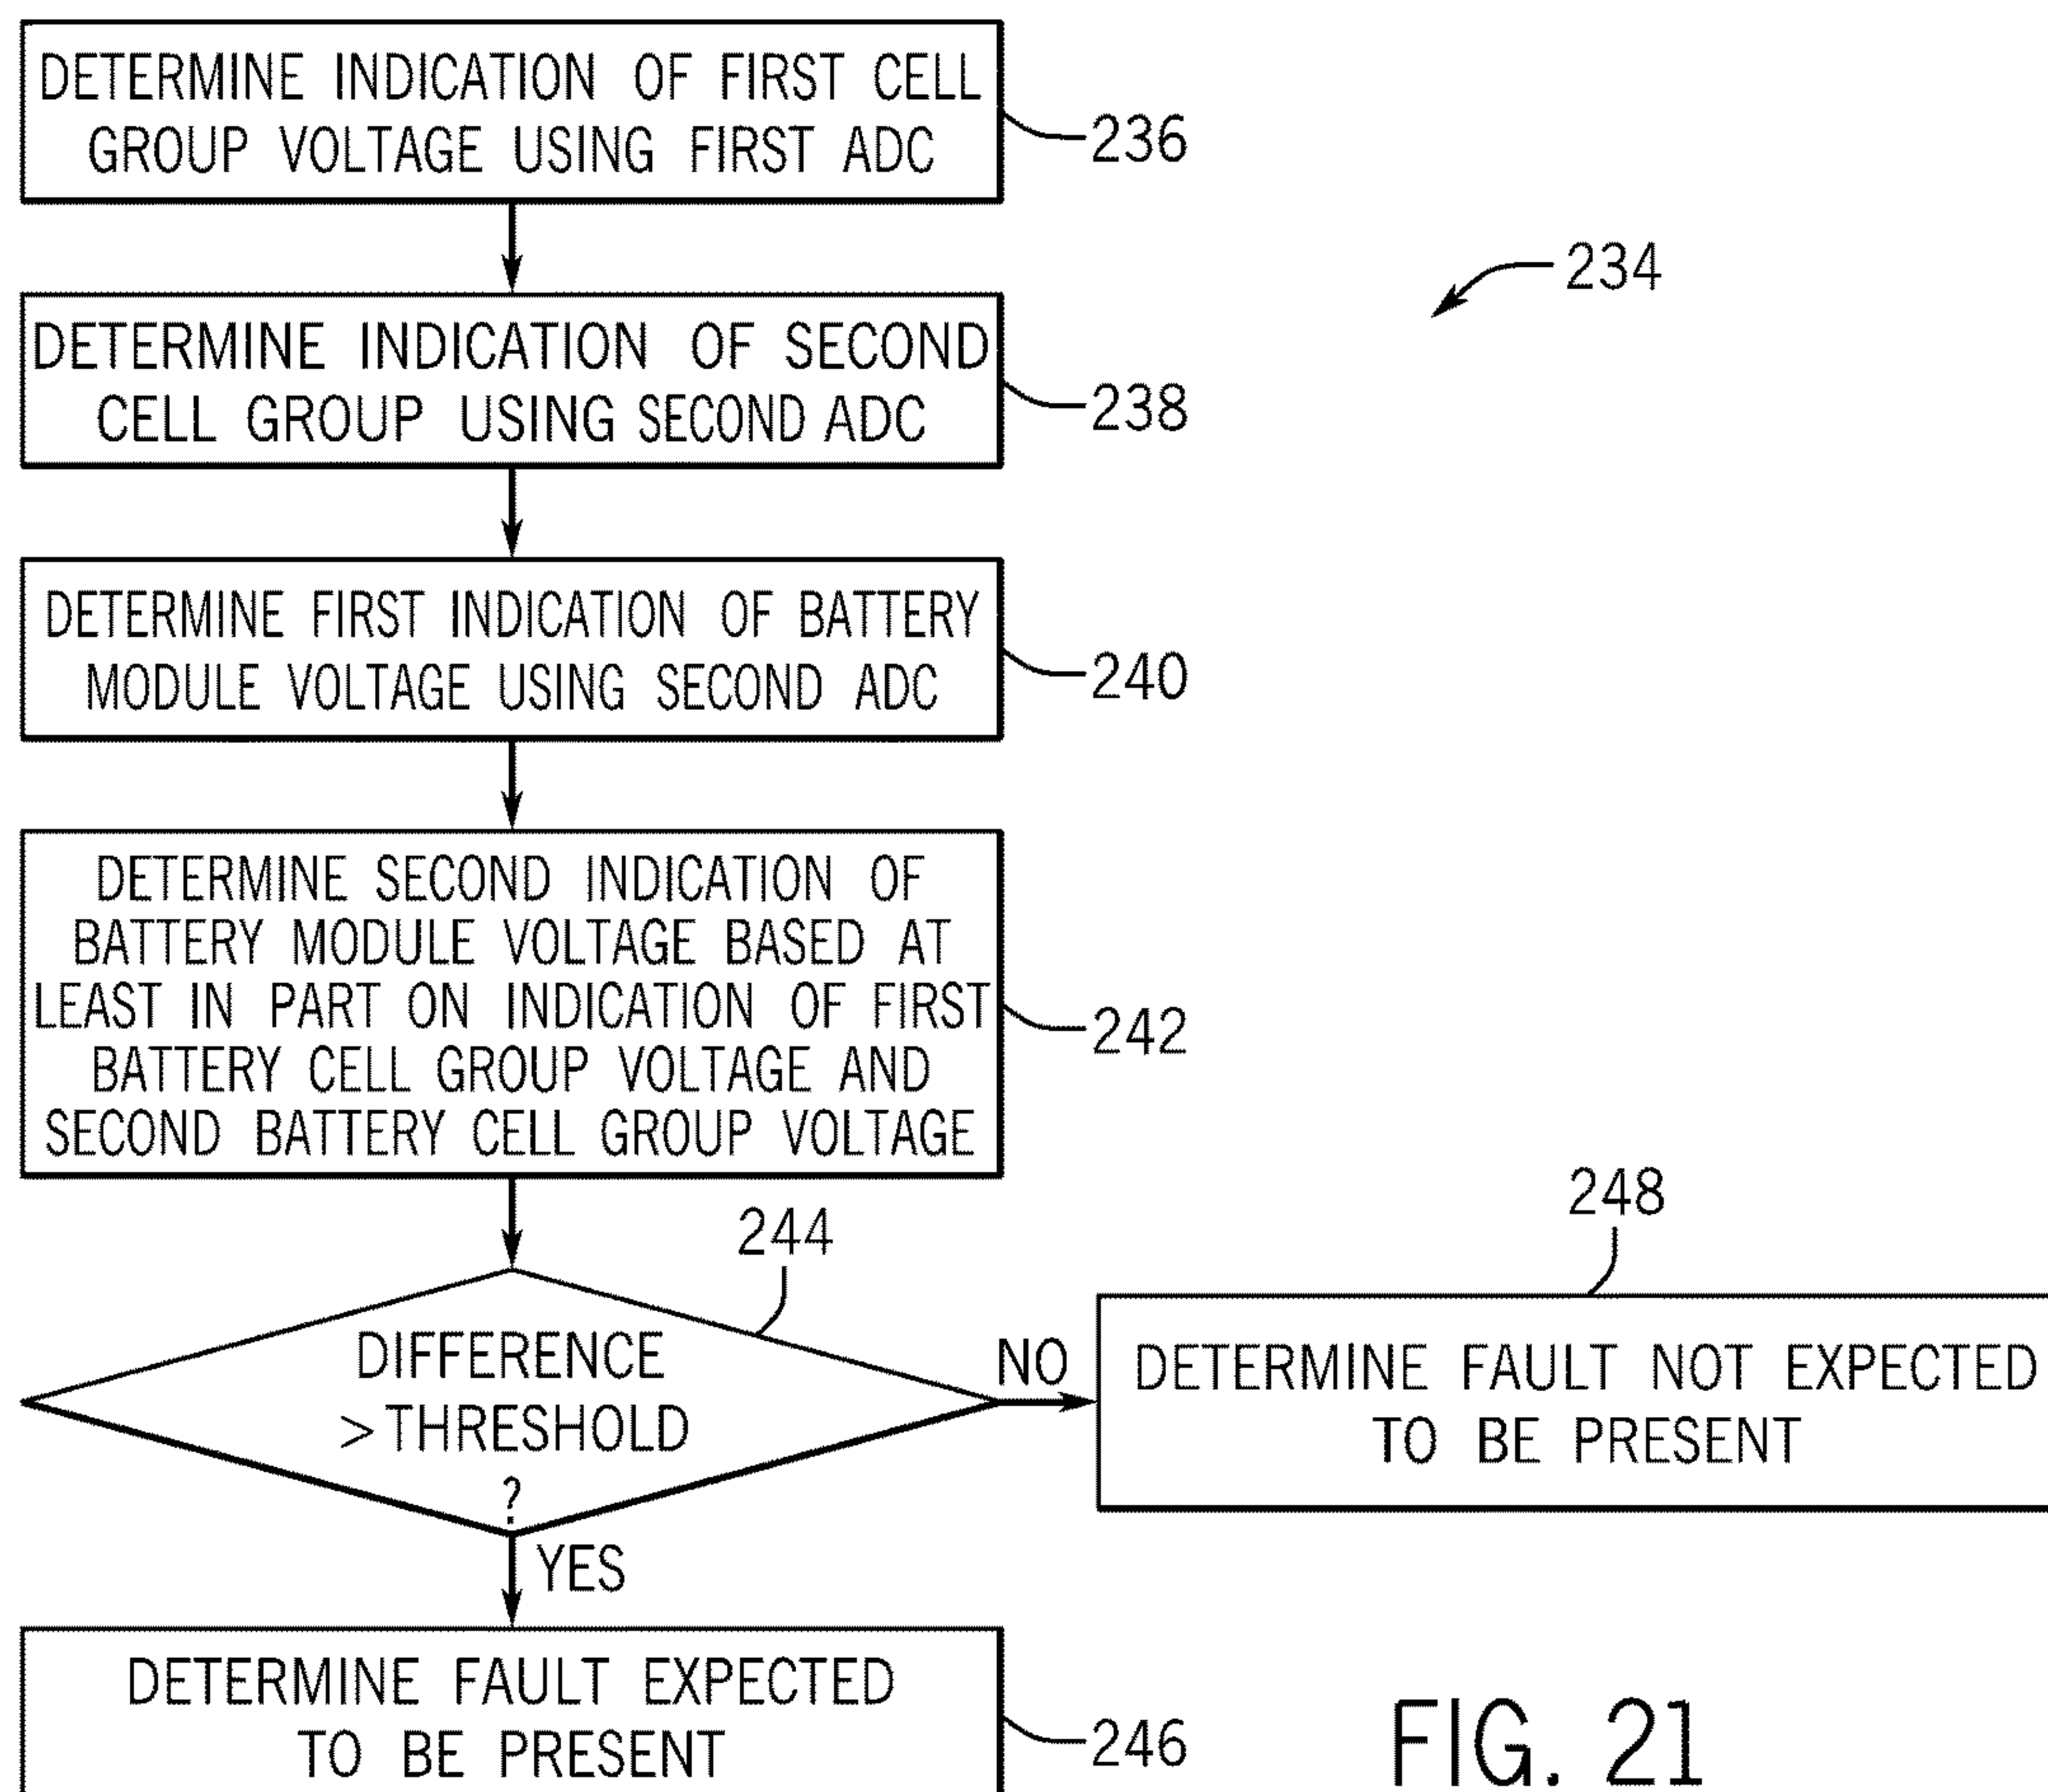 DETERMINE INDICATION OF FIRST CELL
GROUP VOLTAGE USING FIRST ADC
236
234
DETERMINE INDICATION OF SECOND
CELL GROUP USING SECOND ADC
238
DETERMINE FIRST INDICATION OF BATTERY
MODULE VOLTAGE USING SECOND ADC
240
DETERMINE SECOND INDICATION OF
BATTERY MODULE VOLTAGE BASED AT
LEAST IN PART ON INDICATION OF FIRST
BATTERY CELL GROUP VOLTAGE AND
SECOND BATTERY CELL GROUP VOLTAGE
242
244
DIFFERENCE
> THRESHOLD
?
NO
248
DETERMINE FAULT NOT EXPECTED
TO BE PRESENT
YES
DETERMINE FAULT EXPECTED
TO BE PRESENT
246
FIG. 21